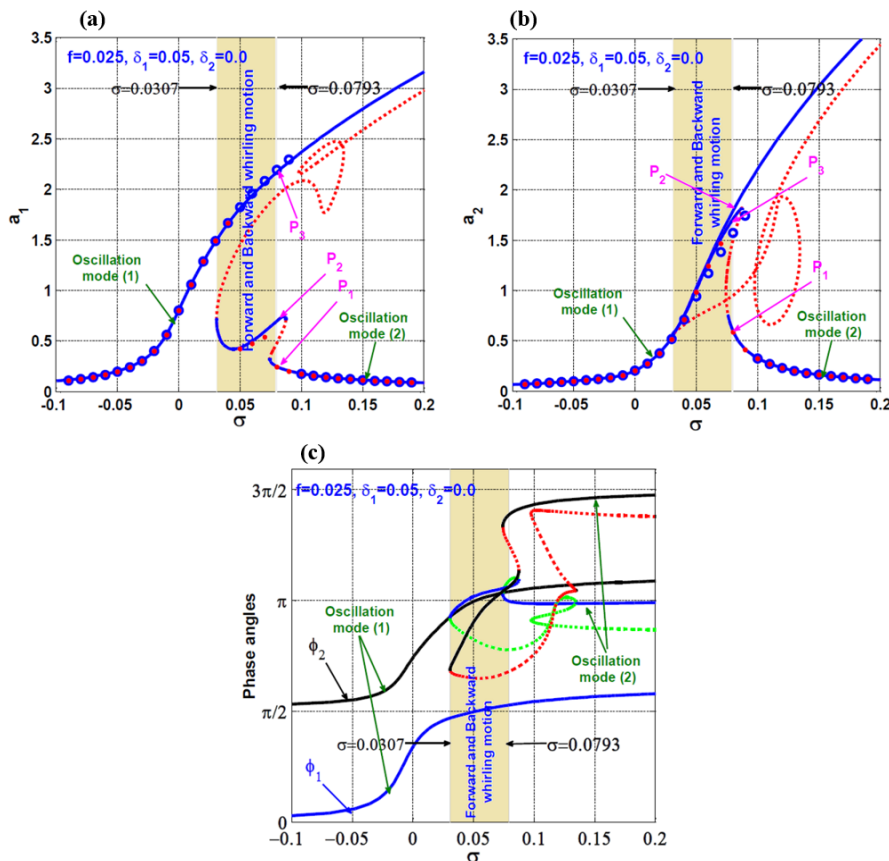 (a)
3.5
3
2.5
2
1.5
1
0.5
0
a1
f=0.025, δ1=0.05, δ2=0.0
σ=0.0307
σ=0.0793
Forward and Backward whirling motion
P3
P2
P1
Oscillation
mode (1)
Oscillation
mode (2)
-0.1 -0.05 0 0.05 0.1 0.15 0.2
σ
(b)
3.5
3
2.5
2
1.5
1
0.5
0
a2
f=0.025, δ1=0.05, δ2=0.0
σ=0.0307
σ=0.0793
Forward and Backward
whirling motion
P2
P3
P1
Oscillation
mode (1)
Oscillation
mode (2)
-0.1 -0.05 0 0.05 0.1 0.15 0.2
σ
(c)
3π/2
π
π/2
0
Phase angles
f=0.025, δ1=0.05, δ2=0.0
Oscillation
mode (1)
ϕ2
ϕ1
Oscillation
mode (2)
σ=0.0307
σ=0.0793
Forward and Backward
whirling motion
−0.1 −0.05 0 0.05 0.1 0.15 0.2
σ